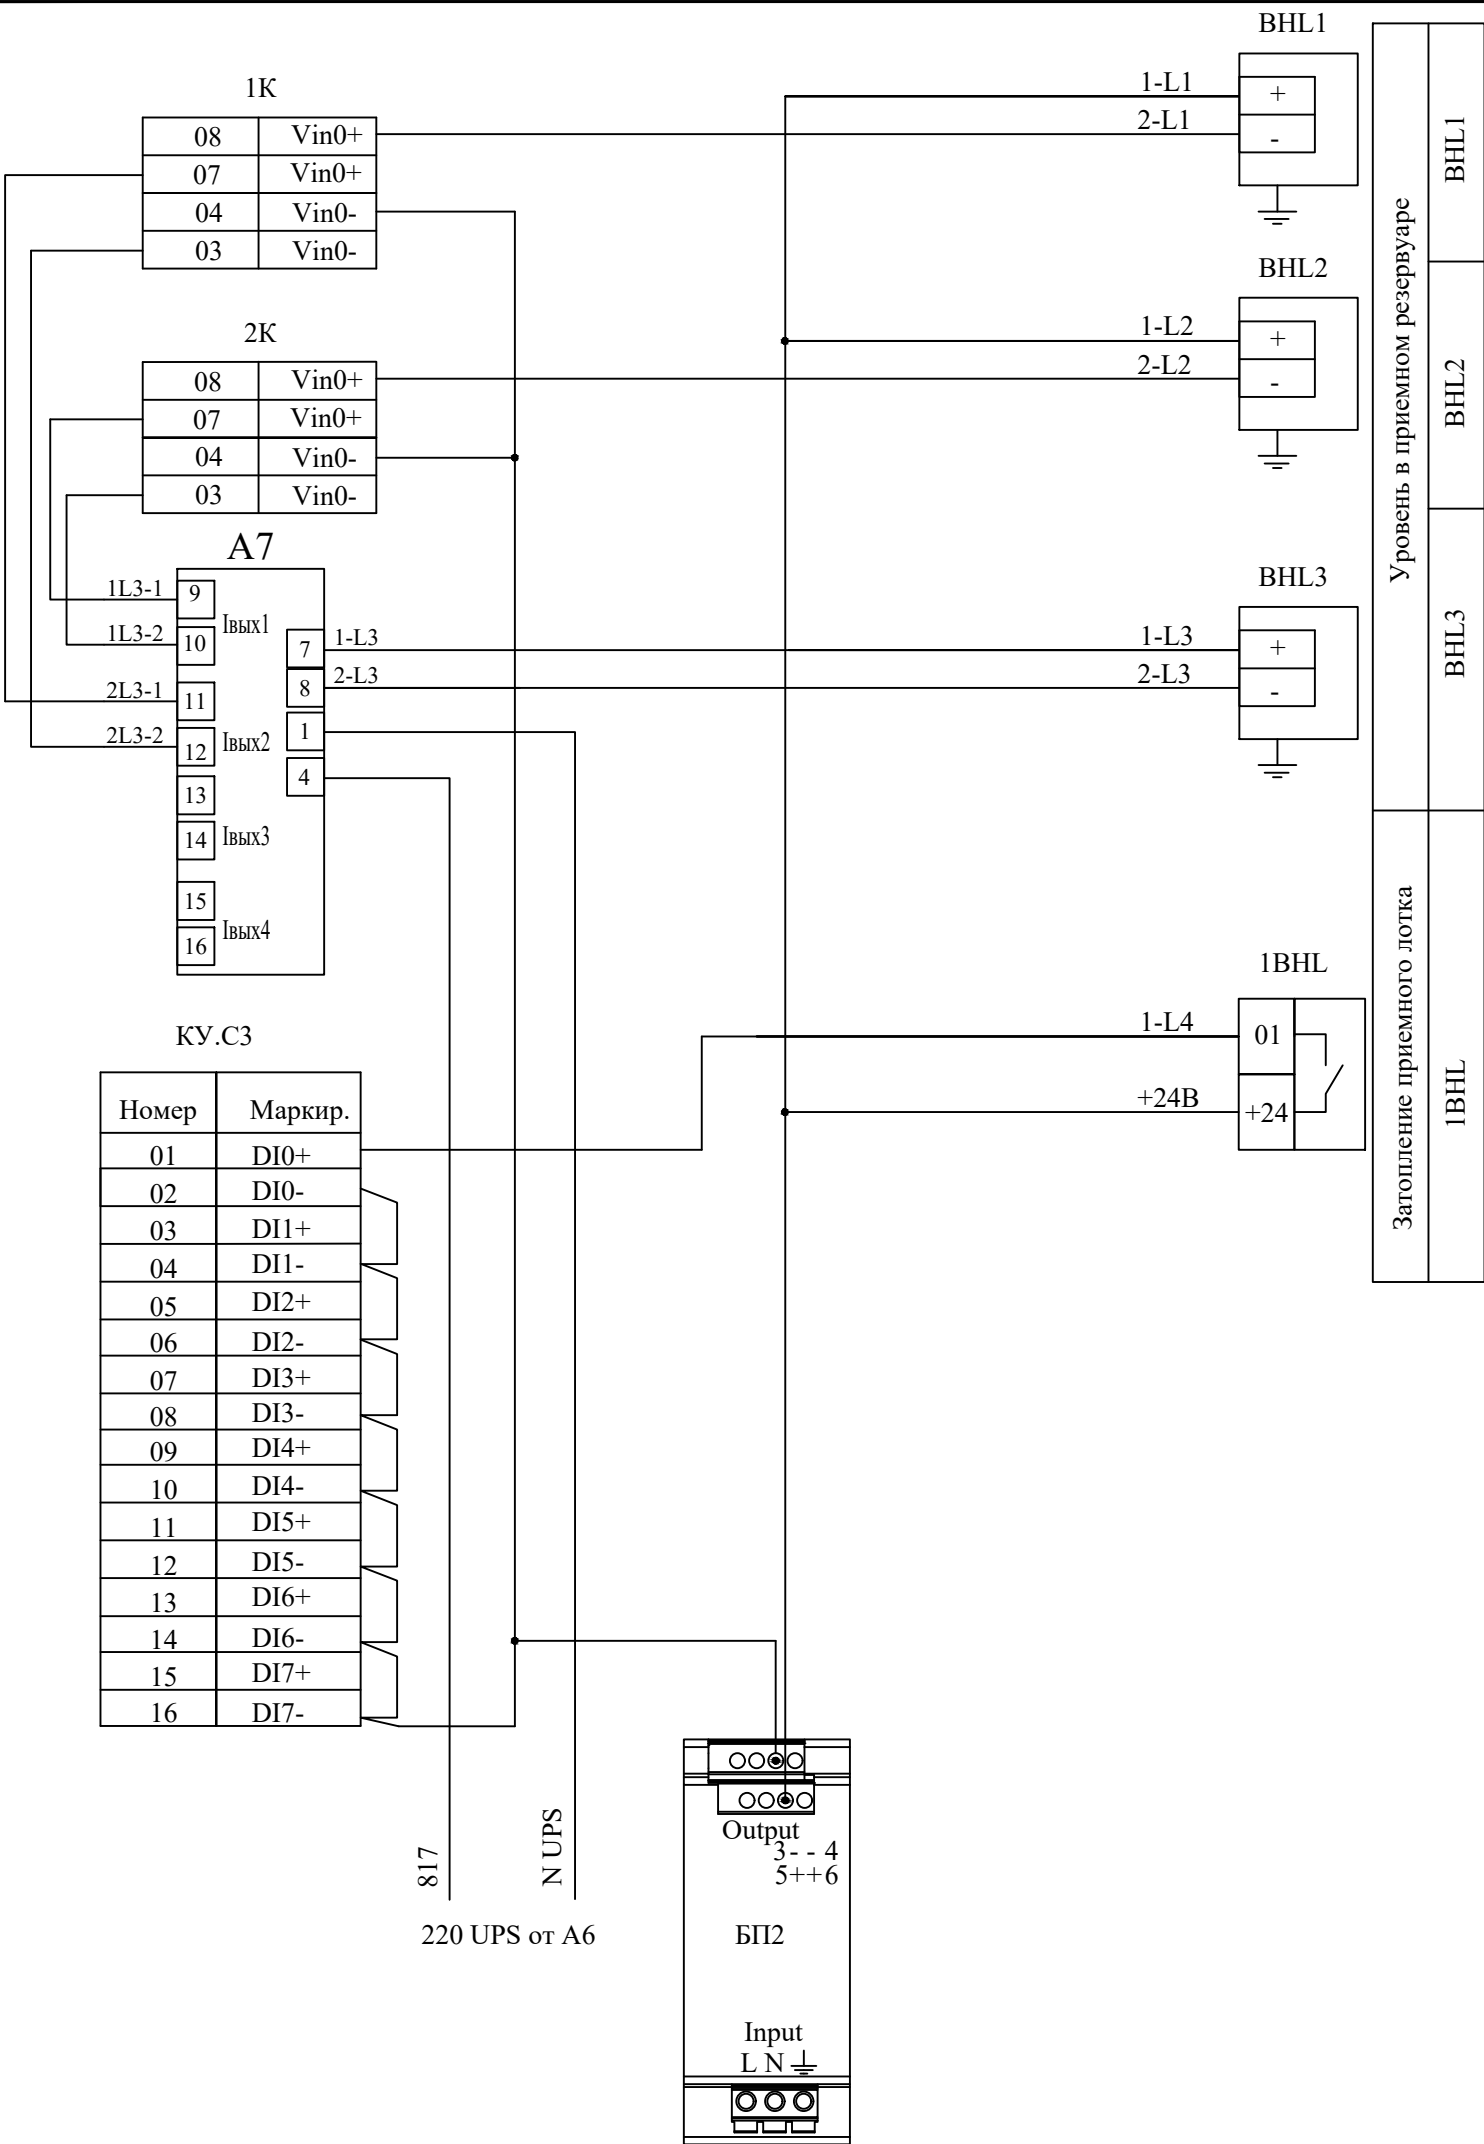 BHL1
1К
08 Vin0+
07 Vin0+
04 Vin0-
03 Vin0-
1-L1
2-L1
+
-
BHL2
2К
08 Vin0+
07 Vin0+
04 Vin0-
03 Vin0-
1-L2
2-L2
+
-
А7
1L3-1 9
1L3-2 10
Iвых1
2L3-1 11
2L3-2 12
Iвых2
13
14
Iвых3
15
16
Iвых4
7 1-L3
8 2-L3
1
4
BHL3
1-L3
2-L3
+
-
1BHL
1-L4
+24В
01
+24
Уровень в приемном резервуаре
BHL1
BHL2
BHL3
Затопление приемного лотка
1BHL
КУ.С3
Номер Маркир.
01 DI0+
02 DI0-
03 DI1+
04 DI1-
05 DI2+
06 DI2-
07 DI3+
08 DI3-
09 DI4+
10 DI4-
11 DI5+
12 DI5-
13 DI6+
14 DI6-
15 DI7+
16 DI7-
817
N UPS
220 UPS от А6
Output
3- - 4
5++6
БП2
Input
L N